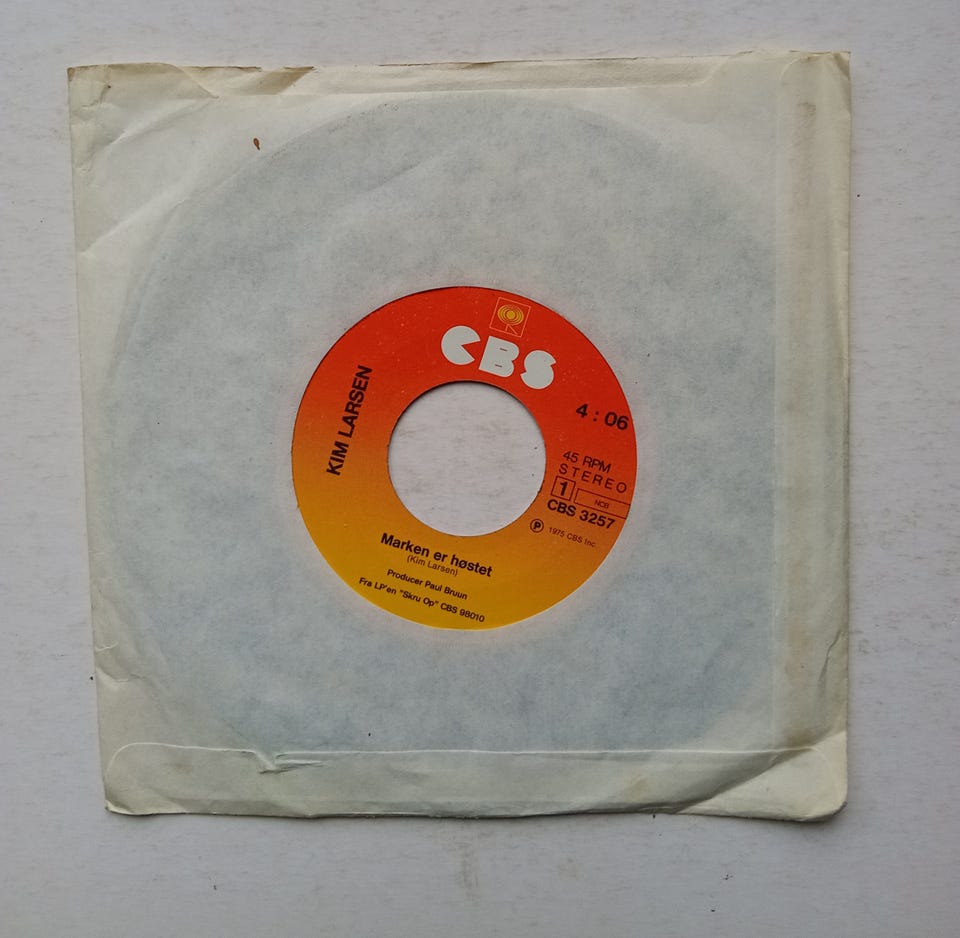 CBS
KIM LARSEN
4 : 06
45 RPM
STEREO
1
NCB
CBS 3257
Ⓟ 1975 CBS Inc.
Marken er høstet
(Kim Larsen)
Producer Paul Bruun
Fra LP'en "Skru Op" CBS 98010